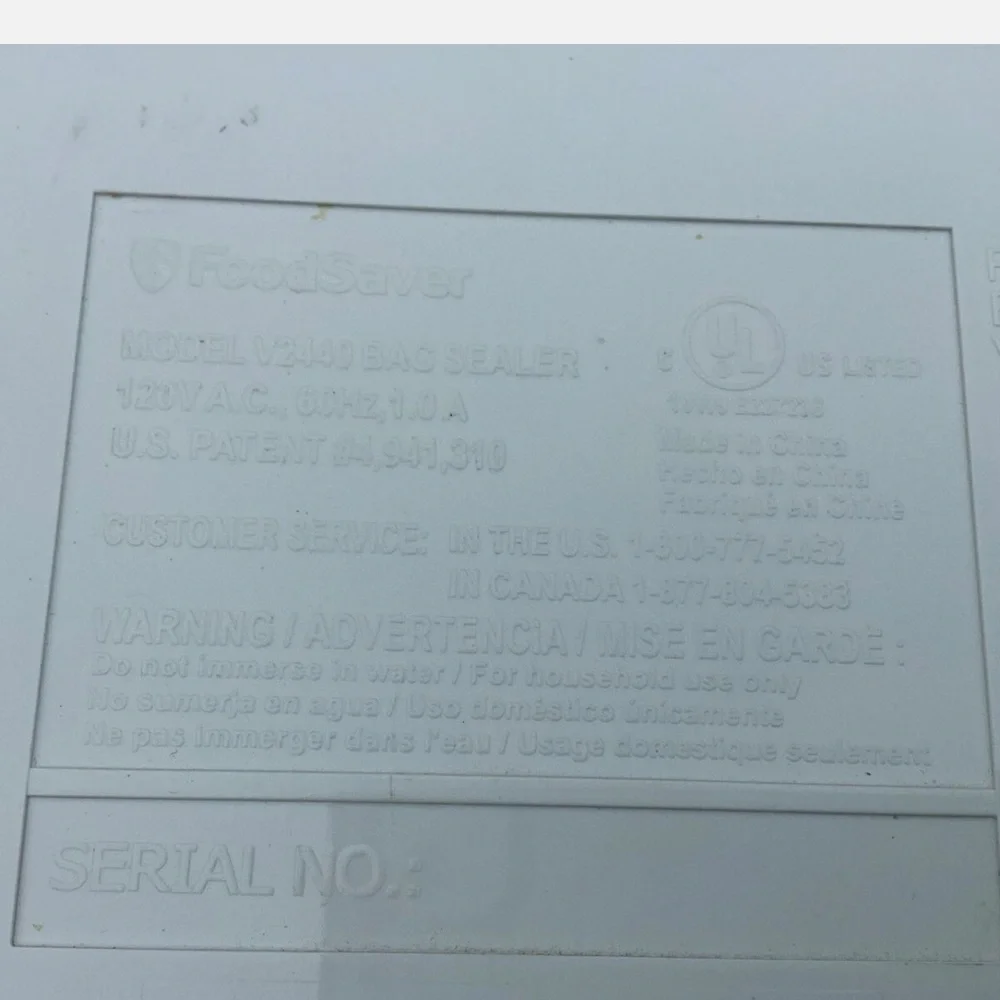 FoodSaver
MODEL V2440 BAG SEALER
120V A.C., 60Hz, 1.0 A
U.S. PATENT #4,941,310
C UL US LISTED
Made in China
Hecho en China
Fabriqué en Chine
CUSTOMER SERVICE: IN THE U.S. 1-800-777-5452
IN CANADA 1-877-804-5383
WARNING / ADVERTENCiA / MISE EN GARDE :
Do not immerse in water / For household use only
No sumerja en agua / Uso doméstico únicamente
Ne pas immerger dans l'eau / Usage domestique seulement
SERIAL NO.: